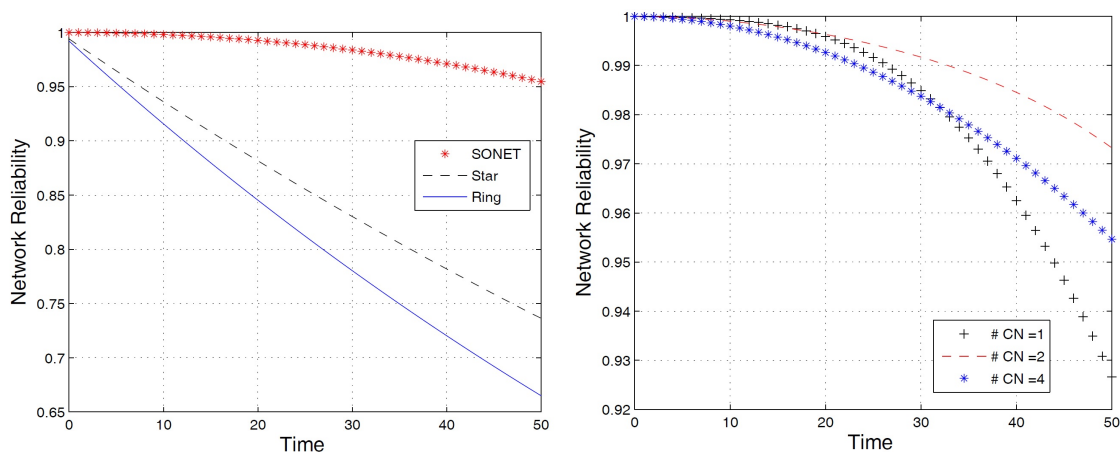 1
0.95
0.9
0.85
0.8
0.75
0.7
0.65
Network Reliability
0 10 20 30 40 50
Time
SONET
Star
Ring
1
0.99
0.98
0.97
0.96
0.95
0.94
0.93
0.92
Network Reliability
0 10 20 30 40 50
Time
# CN =1
# CN =2
# CN =4